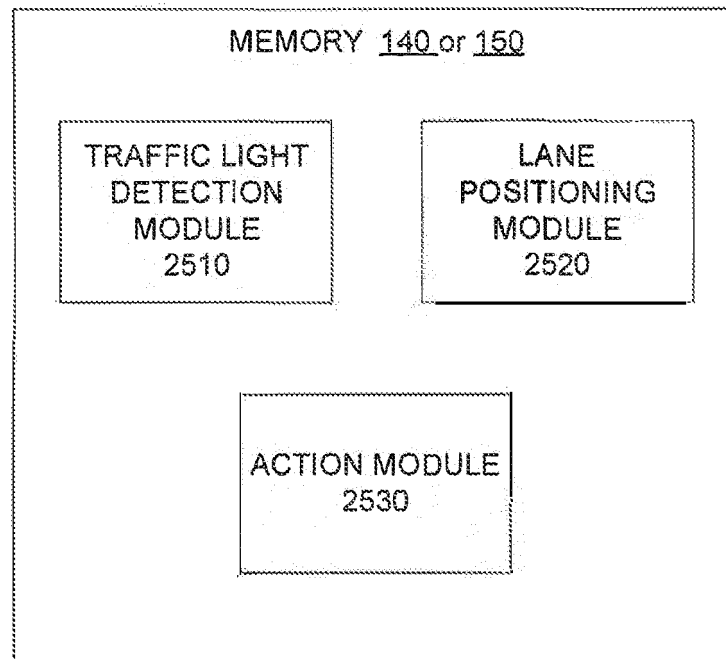 MEMORY 140 or 150
TRAFFIC LIGHT
DETECTION
MODULE
2510
LANE
POSITIONING
MODULE
2520
ACTION MODULE
2530